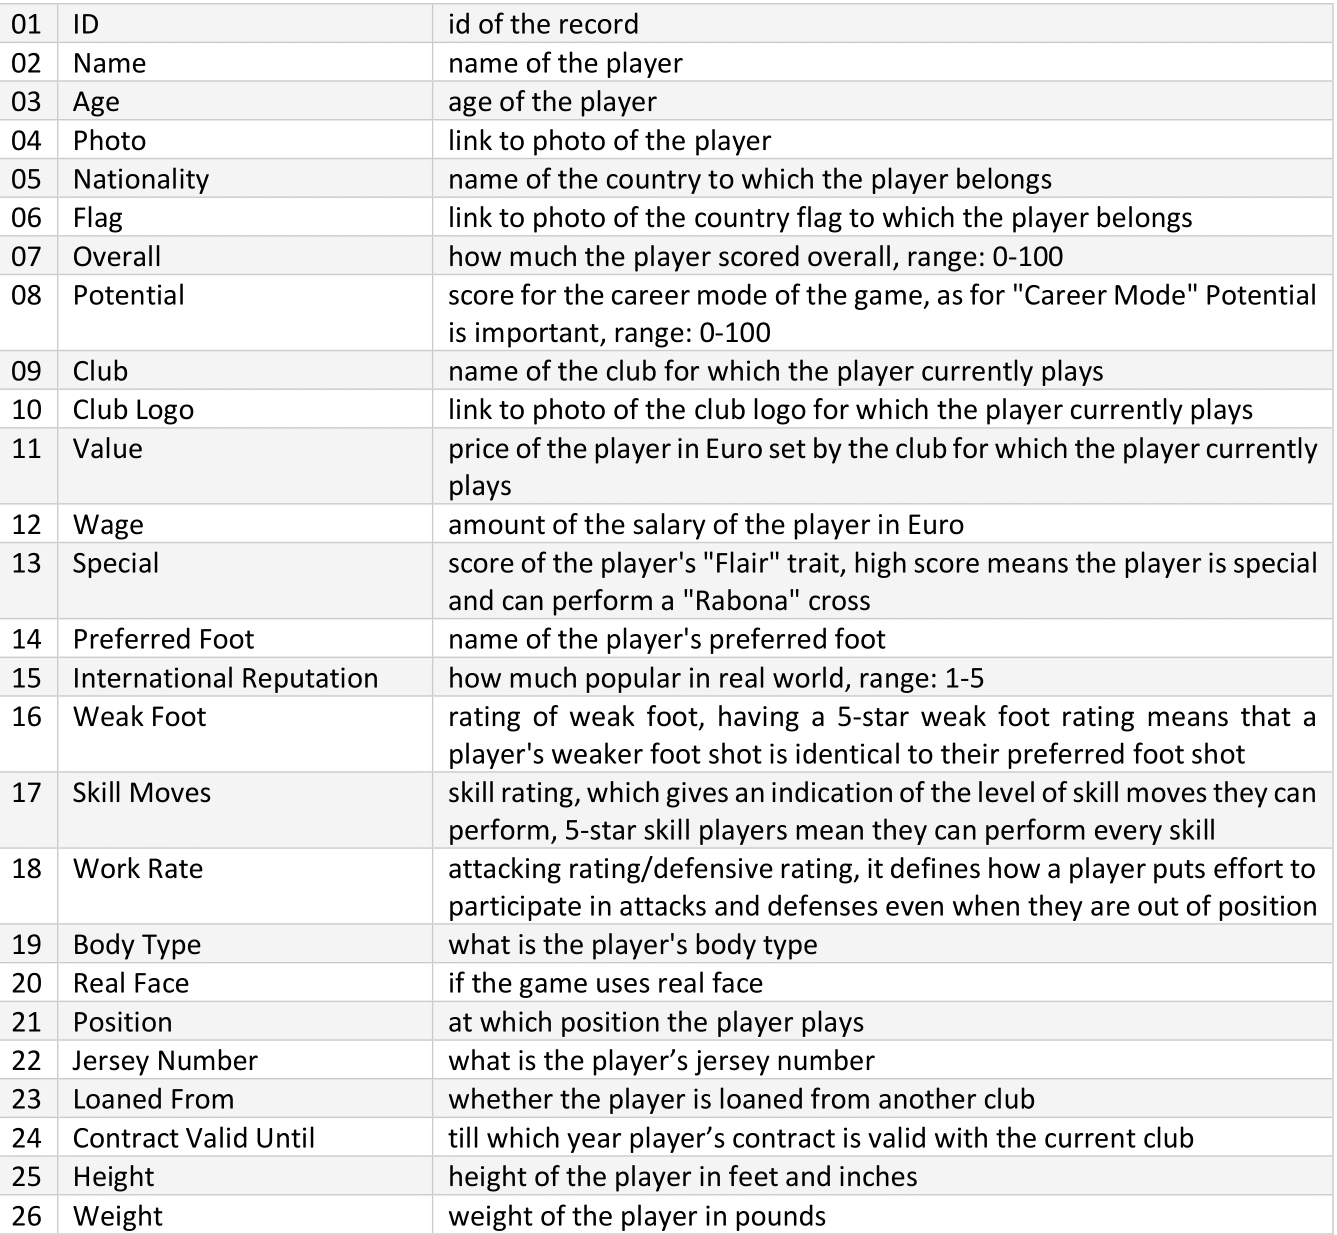 01 ID id of the record
02 Name name of the player
03 Age age of the player
04 Photo link to photo of the player
05 Nationality name of the country to which the player belongs
06 Flag link to photo of the country flag to which the player belongs
07 Overall how much the player scored overall, range: 0-100
08 Potential score for the career mode of the game, as for "Career Mode" Potential
is important, range: 0-100
09 Club name of the club for which the player currently plays
10 Club Logo link to photo of the club logo for which the player currently plays
11 Value price of the player in Euro set by the club for which the player currently
plays
12 Wage amount of the salary of the player in Euro
13 Special score of the player's "Flair" trait, high score means the player is special
and can perform a "Rabona" cross
14 Preferred Foot name of the player's preferred foot
15 International Reputation how much popular in real world, range: 1-5
16 Weak Foot rating of weak foot, having a 5-star weak foot rating means that a
player's weaker foot shot is identical to their preferred foot shot
17 Skill Moves skill rating, which gives an indication of the level of skill moves they can
perform, 5-star skill players mean they can perform every skill
18 Work Rate attacking rating/defensive rating, it defines how a player puts effort to
participate in attacks and defenses even when they are out of position
19 Body Type what is the player's body type
20 Real Face if the game uses real face
21 Position at which position the player plays
22 Jersey Number what is the player’s jersey number
23 Loaned From whether the player is loaned from another club
24 Contract Valid Until till which year player’s contract is valid with the current club
25 Height height of the player in feet and inches
26 Weight weight of the player in pounds